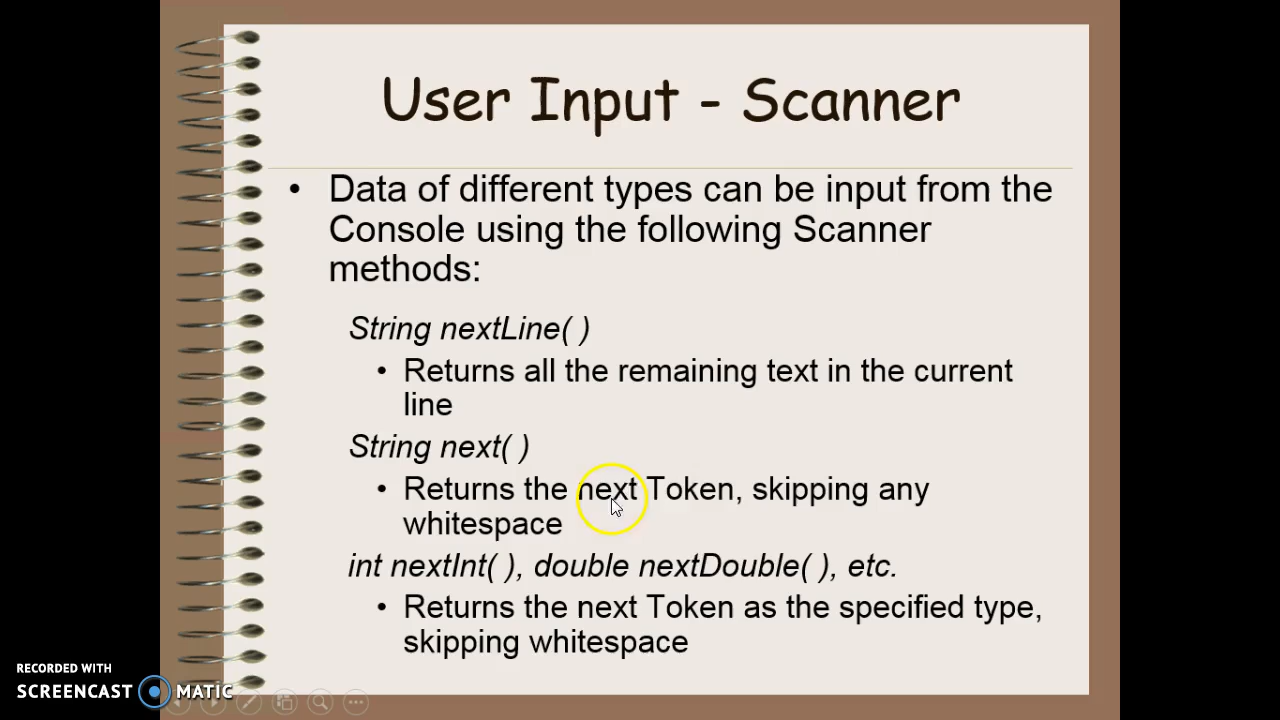 User Input - Scanner
• Data of different types can be input from the
Console using the following Scanner
methods:
String nextLine( )
• Returns all the remaining text in the current
line
String next( )
• Returns the next Token, skipping any
whitespace
int nextInt( ), double nextDouble( ), etc.
• Returns the next Token as the specified type,
skipping whitespace
RECORDED WITH
SCREENCAST MATIC